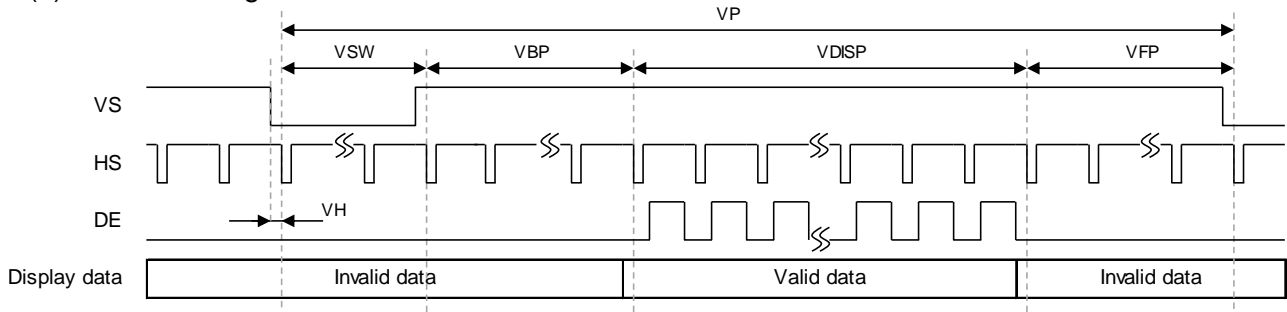 VP
VSW VBP VDISP VFP
VS
HS
VH
DE
Display data Invalid data Valid data Invalid data